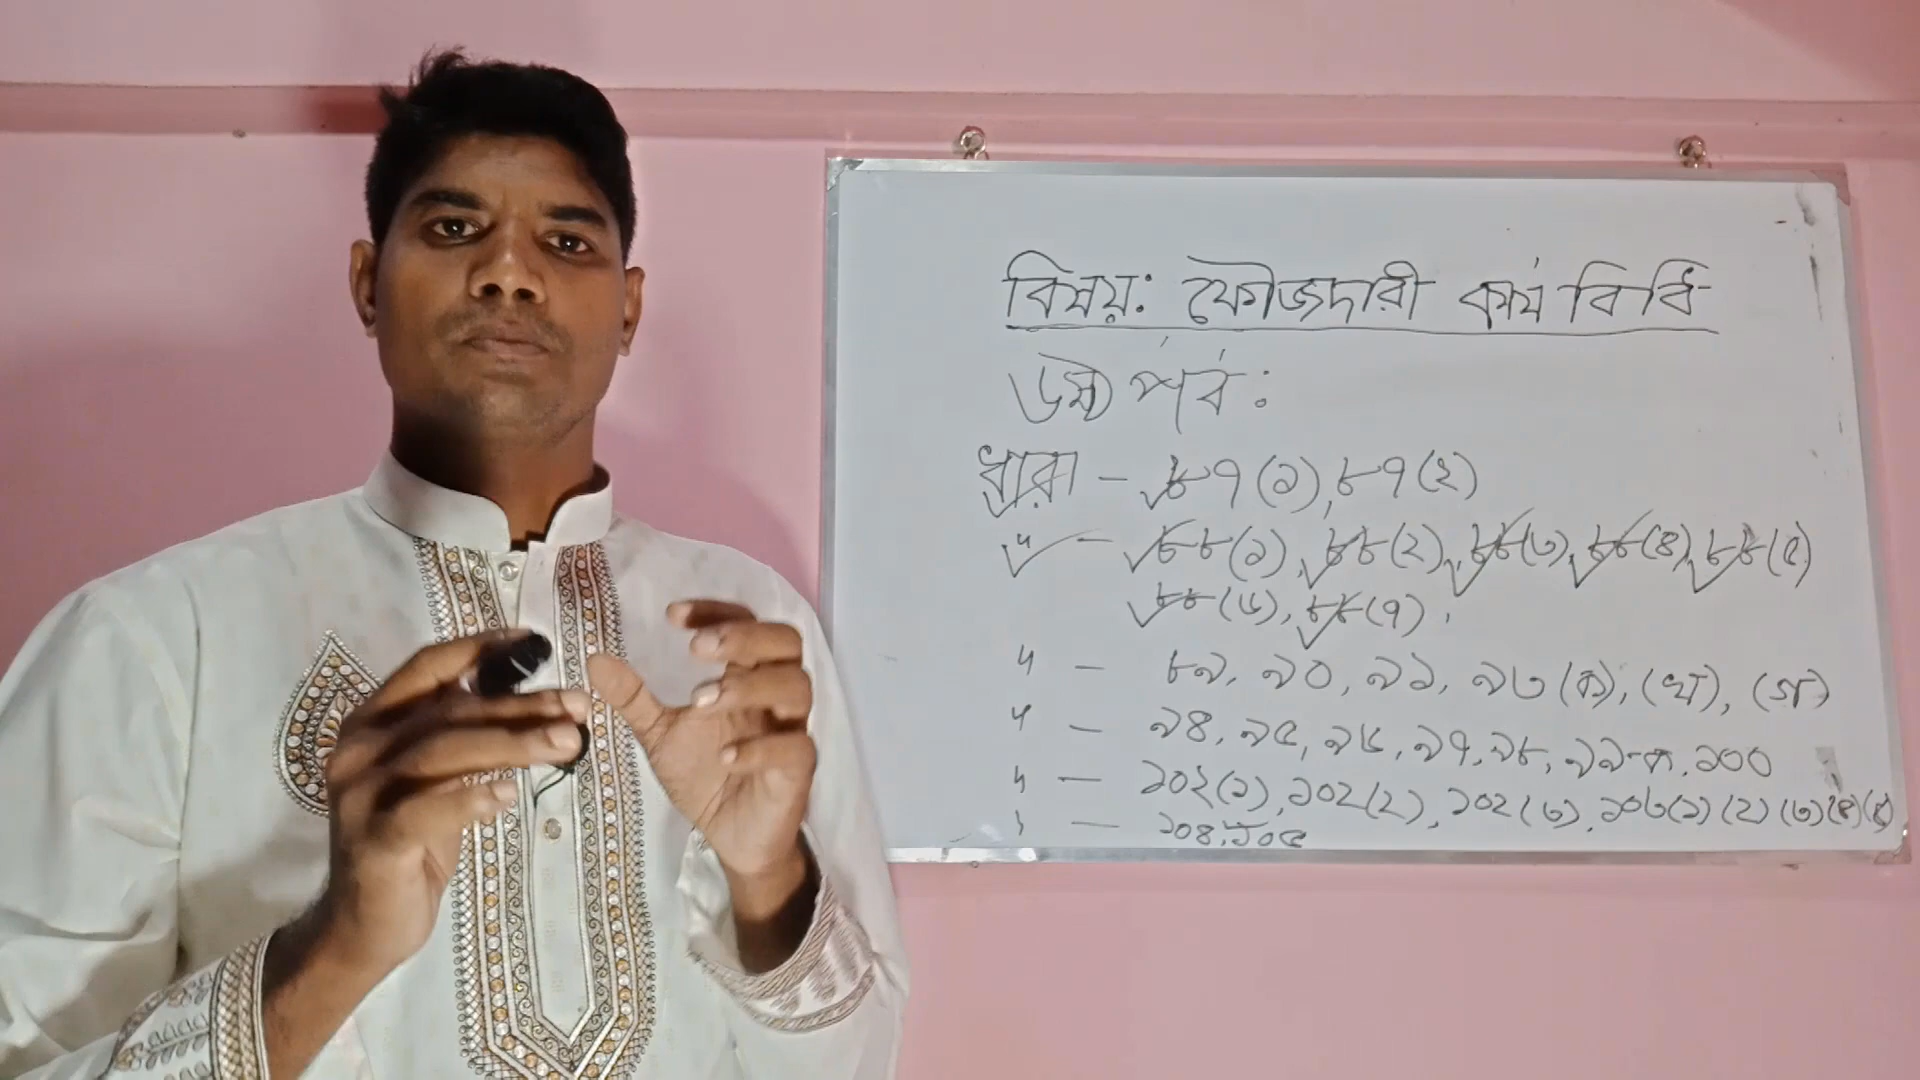 বিষয়: ফৌজদারী কার্য বিধি
৬ষ্ঠ পর্ব:
ধারা - ৮৭(১), ৮৭(২)
" - ৮৮(১), ৮৮(২), ৮৮(৩), ৮৮(৪), ৮৮(৫)
৮৮(৬), ৮৮(৭).
" - ৮৯, ৯০, ৯১, ৯৩(ক), (খ), (গ)
" - ৯৪, ৯৫, ৯৬, ৯৭, ৯৮, ৯৯-ক, ১০০
" - ১০২(১), ১০২(২), ১০২(৩), ১০৩(১)(২)(৩)(৪)(৫)
" - ১০৪, ১০৫